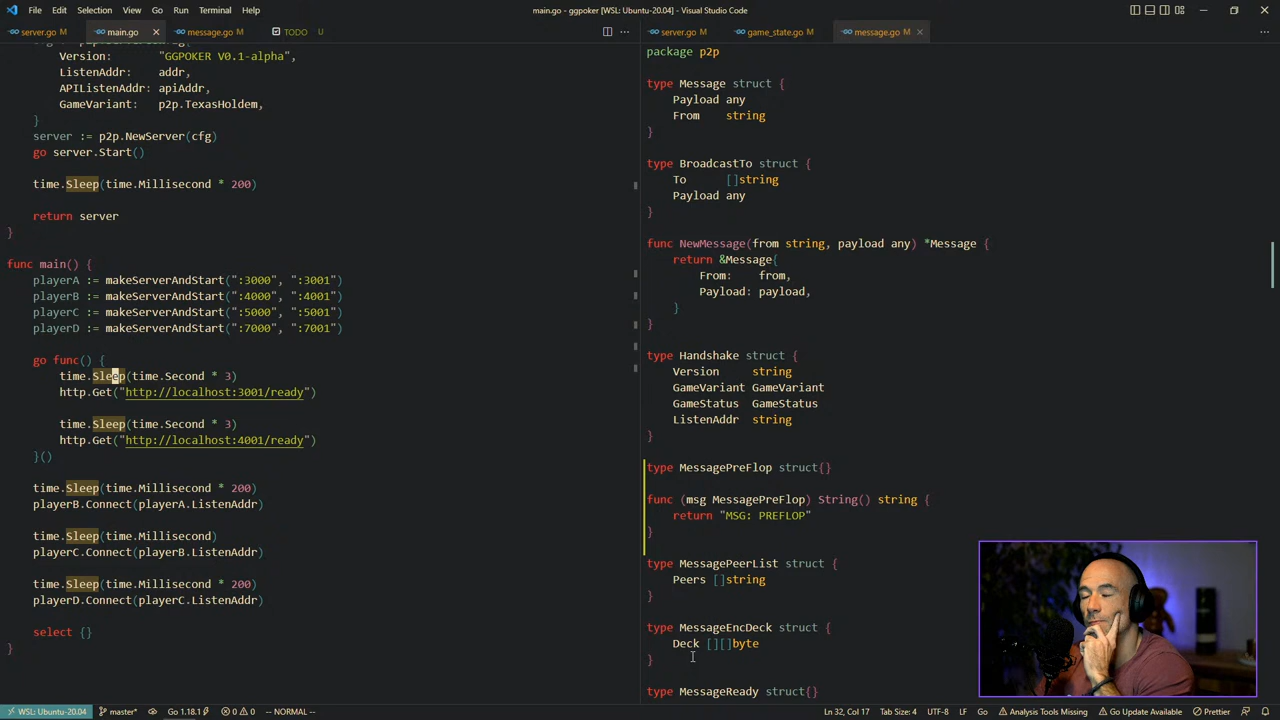 File Edit Selection View Go Run Terminal Help
main.go - ggpoker [WSL: Ubuntu-20.04] - Visual Studio Code
server.go M main.go M message.go M TODO U
Version: "GGPOKER V0.1-alpha",
ListenAddr: addr,
APIListenAddr: apiAddr,
GameVariant: p2p.TexasHoldem,
}
server := p2p.NewServer(cfg)
go server.Start()
time.Sleep(time.Millisecond * 200)
return server
}
func main() {
playerA := makeServerAndStart(":3000", ":3001")
playerB := makeServerAndStart(":4000", ":4001")
playerC := makeServerAndStart(":5000", ":5001")
playerD := makeServerAndStart(":7000", ":7001")
go func() {
time.Sleep(time.Second * 3)
http.Get("http://localhost:3001/ready")
time.Sleep(time.Second * 3)
http.Get("http://localhost:4001/ready")
}()
time.Sleep(time.Millisecond * 200)
playerB.Connect(playerA.ListenAddr)
time.Sleep(time.Millisecond)
playerC.Connect(playerB.ListenAddr)
time.Sleep(time.Millisecond * 200)
playerD.Connect(playerC.ListenAddr)
select {}
}
server.go M game_state.go M message.go M
package p2p
type Message struct {
Payload any
From string
}
type BroadcastTo struct {
To []string
Payload any
}
func NewMessage(from string, payload any) *Message {
return &Message{
From: from,
Payload: payload,
}
}
type Handshake struct {
Version string
GameVariant GameVariant
GameStatus GameStatus
ListenAddr string
}
type MessagePreFlop struct{}
func (msg MessagePreFlop) String() string {
return "MSG: PREFLOP"
}
type MessagePeerList struct {
Peers []string
}
type MessageEncDeck struct {
Deck [][]byte
}
type MessageReady struct{}
WSL: Ubuntu-20.04 master* Go 1.18.1 0 0 -- NORMAL --
Ln 32, Col 17 Tab Size: 4 UTF-8 LF Go Analysis Tools Missing Go Update Available Prettier